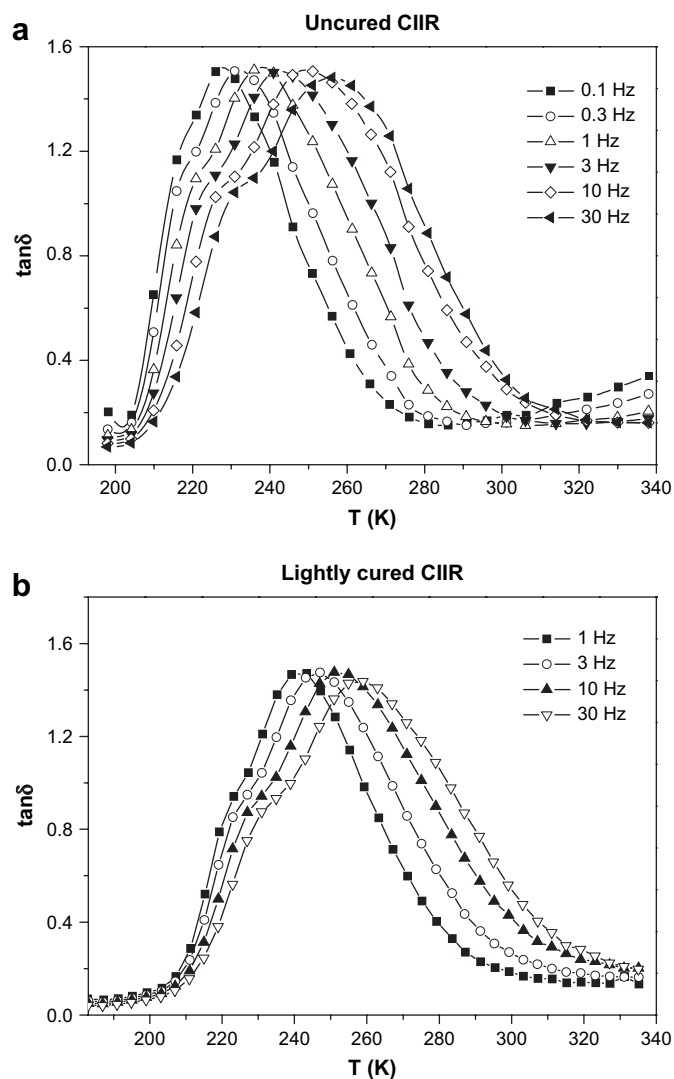 a
Uncured CIIR
1.6
1.2
0.8
0.4
0.0
tanδ
0.1 Hz
0.3 Hz
1 Hz
3 Hz
10 Hz
30 Hz
200 220 240 260 280 300 320 340
T (K)
b
Lightly cured CIIR
1.6
1.2
0.8
0.4
0.0
tanδ
1 Hz
3 Hz
10 Hz
30 Hz
200 220 240 260 280 300 320 340
T (K)